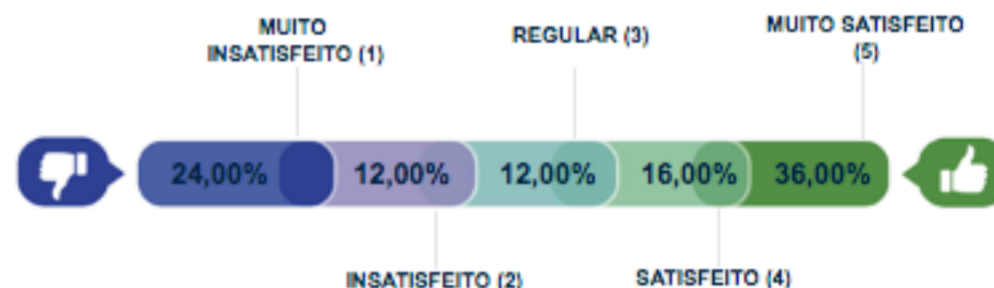 MUITO
INSATISFEITO (1)
REGULAR (3)
MUITO SATISFEITO
(5)
24,00%
12,00%
12,00%
16,00%
36,00%
INSATISFEITO (2)
SATISFEITO (4)